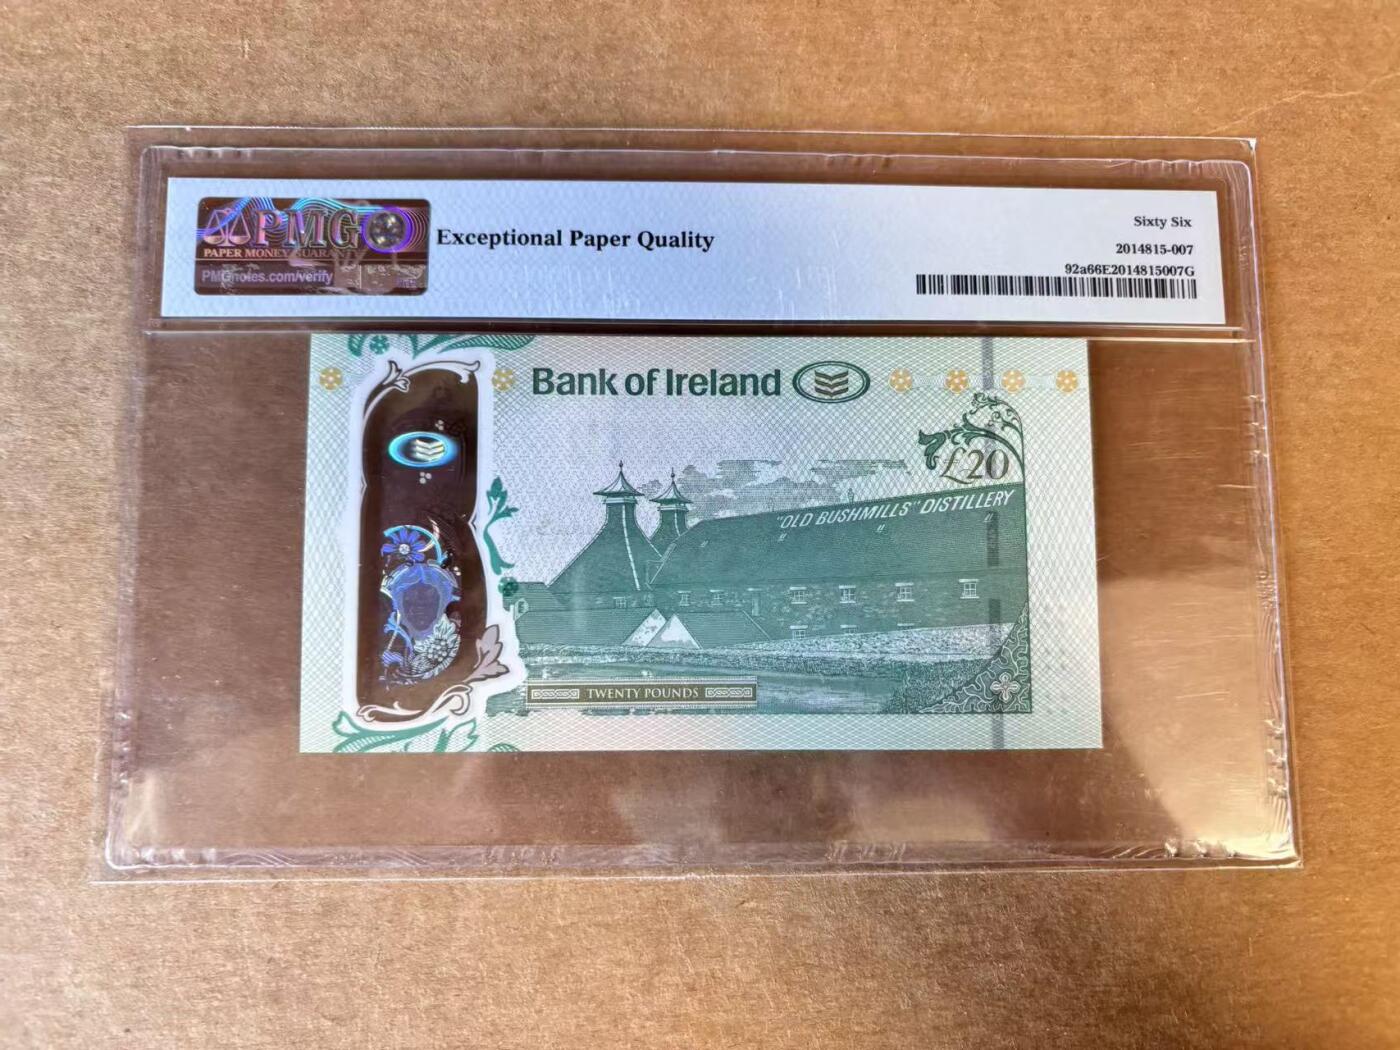 PMG
PAPER MONEY GUARANTY
PMGnotes.com/verify
Exceptional Paper Quality
Sixty Six
2014815-007
92a66E2014815007G
Bank of Ireland
£20
"OLD BUSHMILLS" DISTILLERY
TWENTY POUNDS